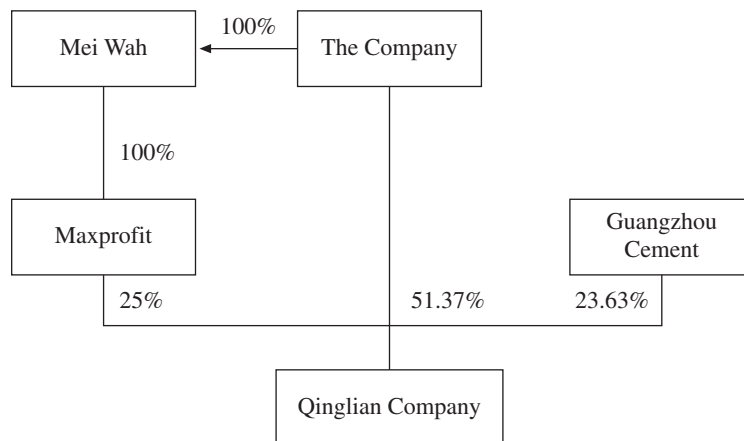 Mei Wah
100%
The Company
100%
Maxprofit
Guangzhou
Cement
25%
51.37%
23.63%
Qinglian Company